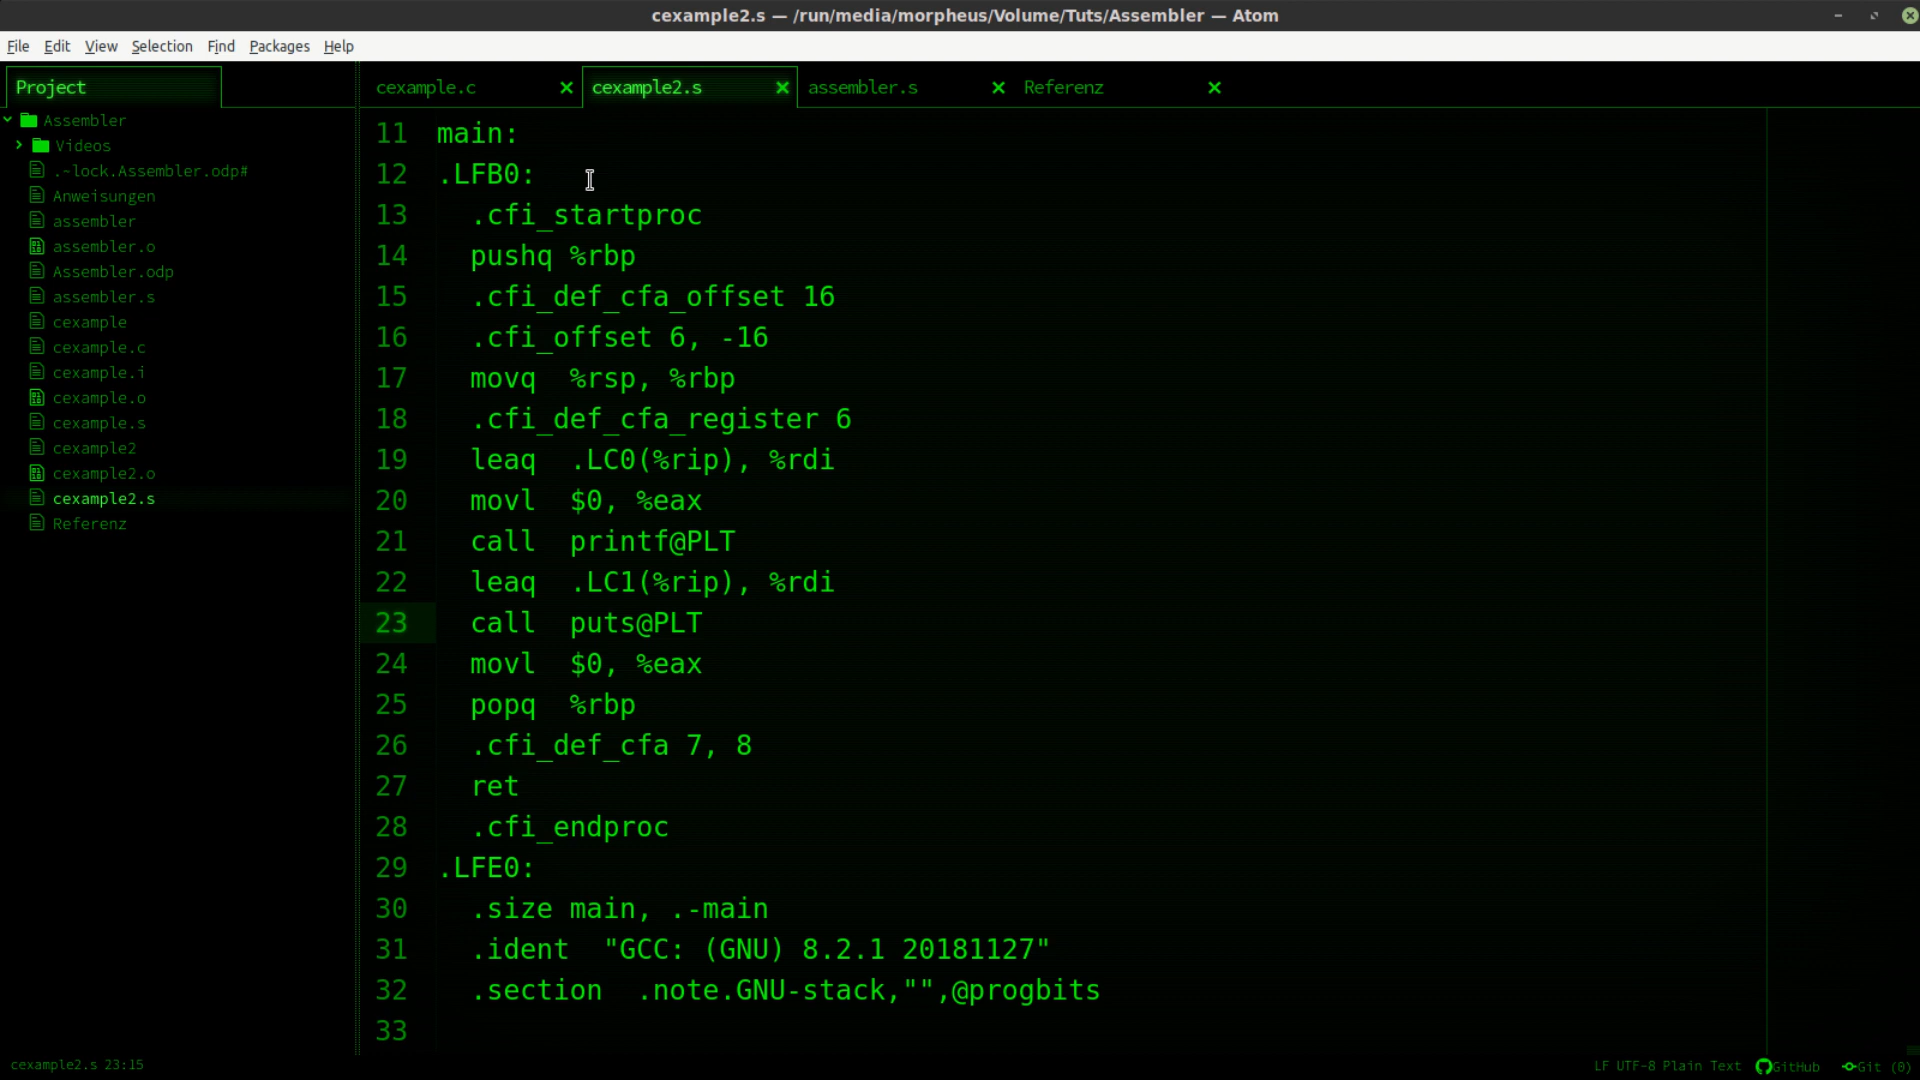 cexample2.s — /run/media/morpheus/Volume/Tuts/Assembler — Atom
File Edit View Selection Find Packages Help
Project
cexample.c cexample2.s assembler.s Referenz
Assembler
Videos
.~lock.Assembler.odp#
Anweisungen
assembler
assembler.o
Assembler.odp
assembler.s
cexample
cexample.c
cexample.i
cexample.o
cexample.s
cexample2
cexample2.o
cexample2.s
Referenz
11 main:
12 .LFB0:
13 .cfi_startproc
14 pushq %rbp
15 .cfi_def_cfa_offset 16
16 .cfi_offset 6, -16
17 movq %rsp, %rbp
18 .cfi_def_cfa_register 6
19 leaq .LC0(%rip), %rdi
20 movl $0, %eax
21 call printf@PLT
22 leaq .LC1(%rip), %rdi
23 call puts@PLT
24 movl $0, %eax
25 popq %rbp
26 .cfi_def_cfa 7, 8
27 ret
28 .cfi_endproc
29 .LFE0:
30 .size main, .-main
31 .ident "GCC: (GNU) 8.2.1 20181127"
32 .section .note.GNU-stack,"",@progbits
33
cexample2.s 23:15
LF UTF-8 Plain Text GitHub Git (0)